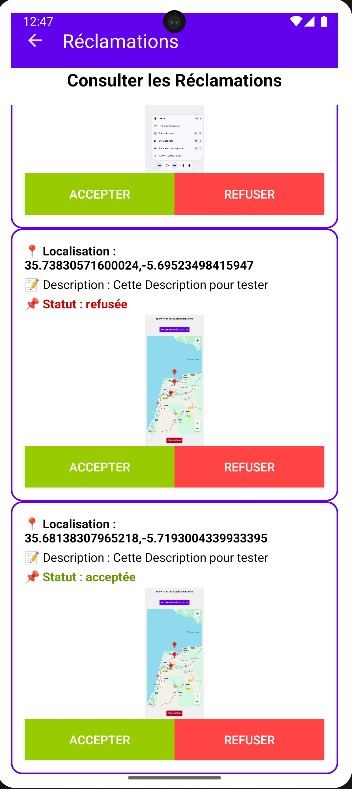 12:47
Réclamations
Consulter les Réclamations
ACCEPTER REFUSER
📍 Localisation :
35.73830571600024,-5.69523498415947
📝 Description : Cette Description pour tester
📌 Statut : refusée
ACCEPTER REFUSER
📍 Localisation :
35.68138307965218,-5.7193004339933395
📝 Description : Cette Description pour tester
📌 Statut : acceptée
ACCEPTER REFUSER